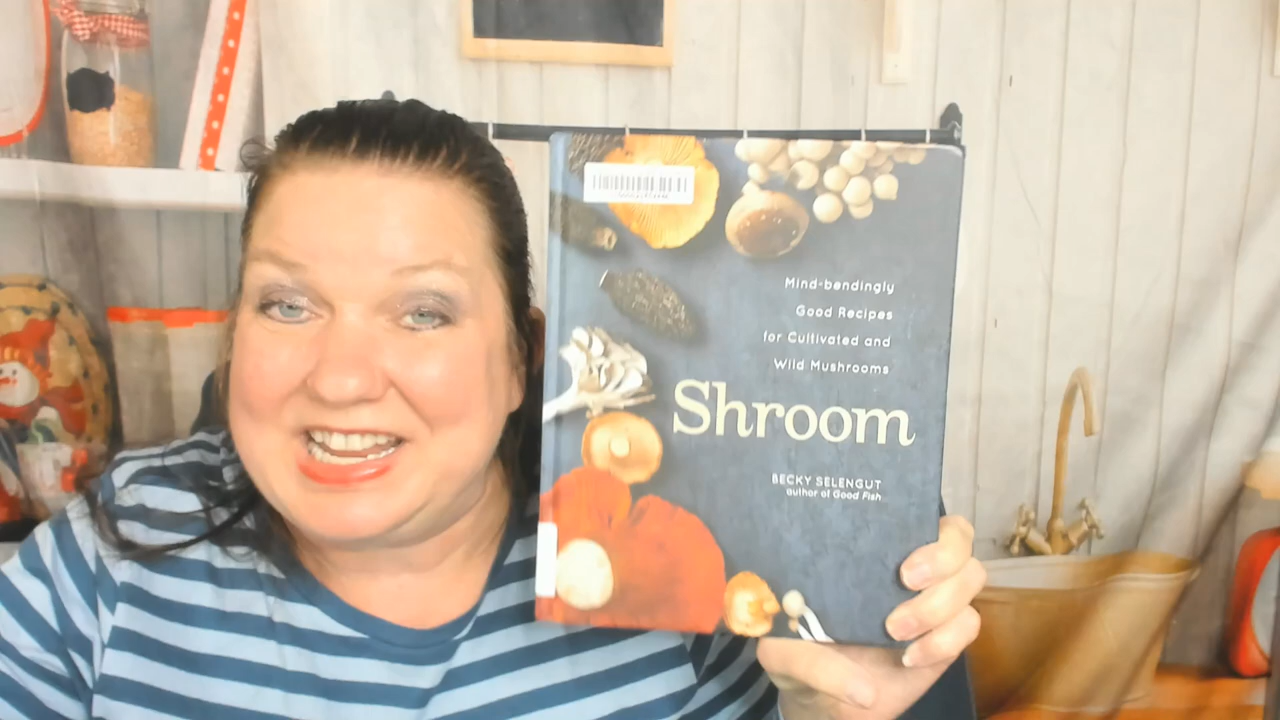 Mind-bendingly
Good Recipes
for Cultivated and
Wild Mushrooms
Shroom
BECKY SELENGUT
author of Good Fish